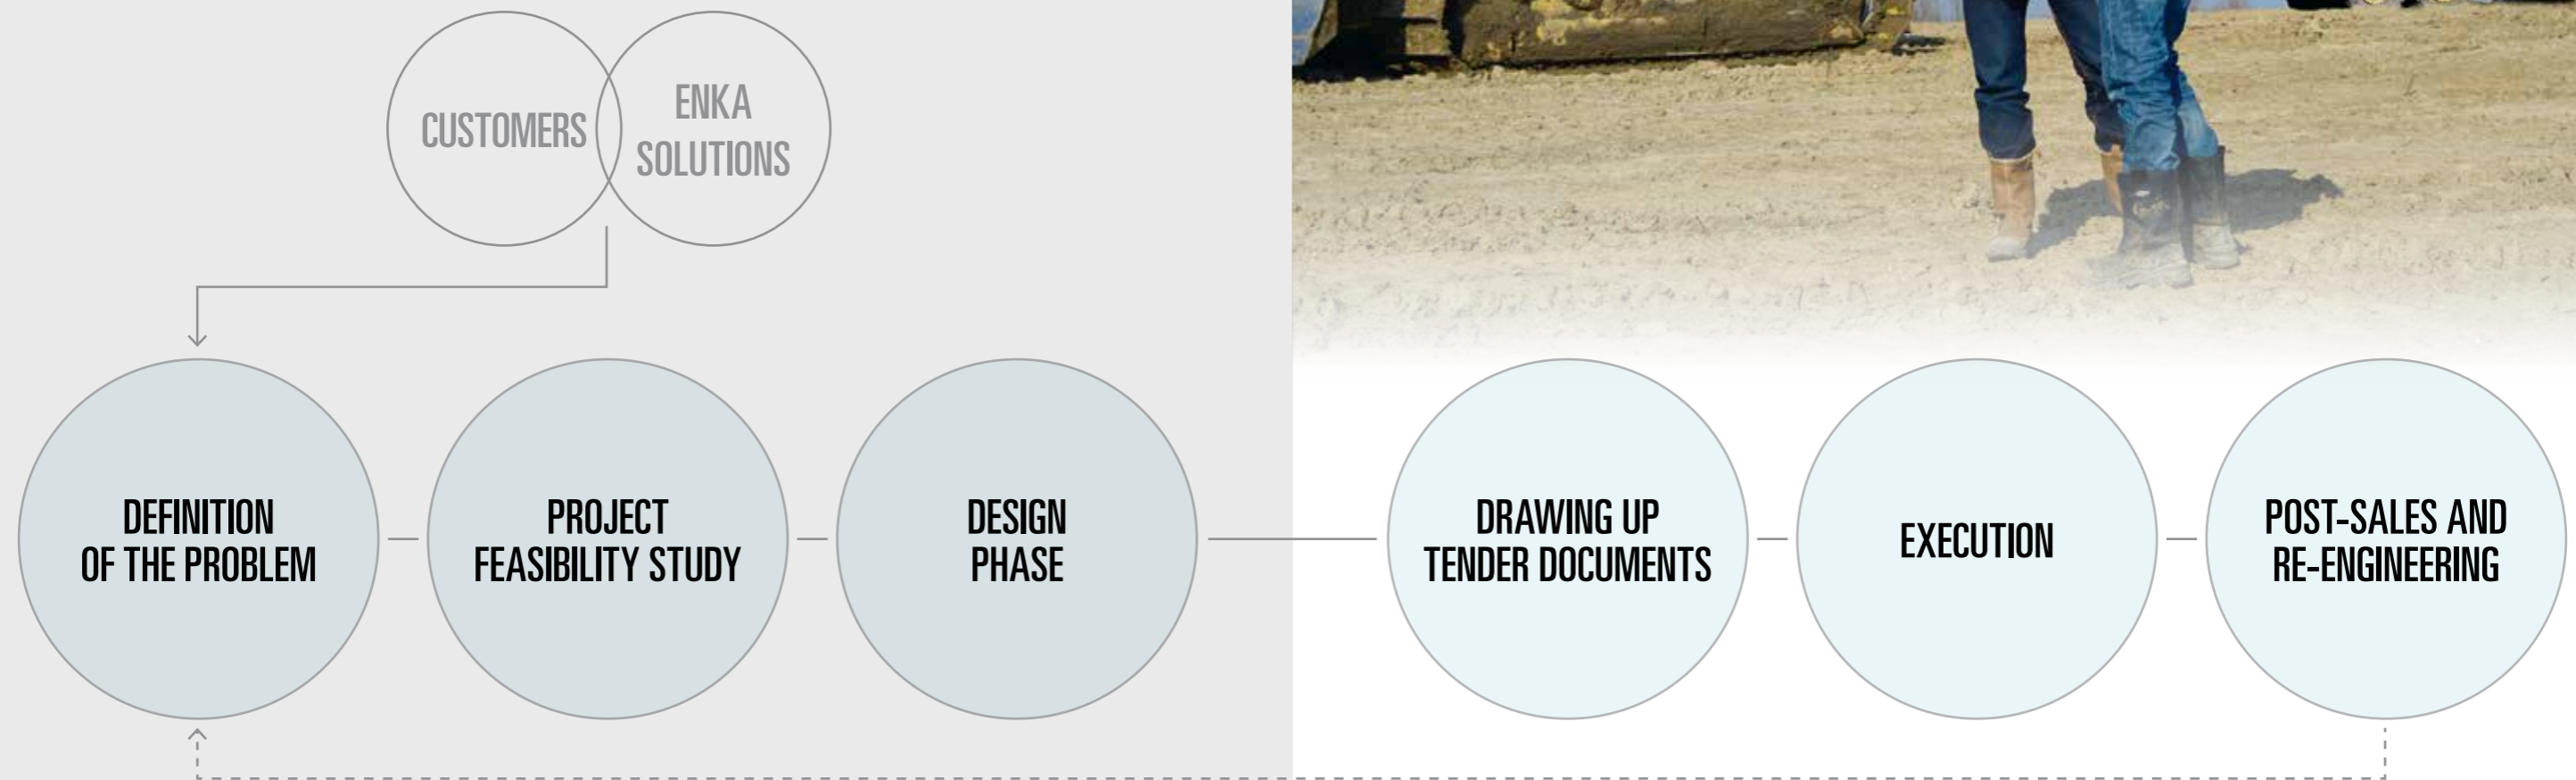 CUSTOMERS
ENKA
SOLUTIONS
DEFINITION
OF THE PROBLEM
PROJECT
FEASIBILITY STUDY
DESIGN
PHASE
DRAWING UP
TENDER DOCUMENTS
EXECUTION
POST-SALES AND
RE-ENGINEERING